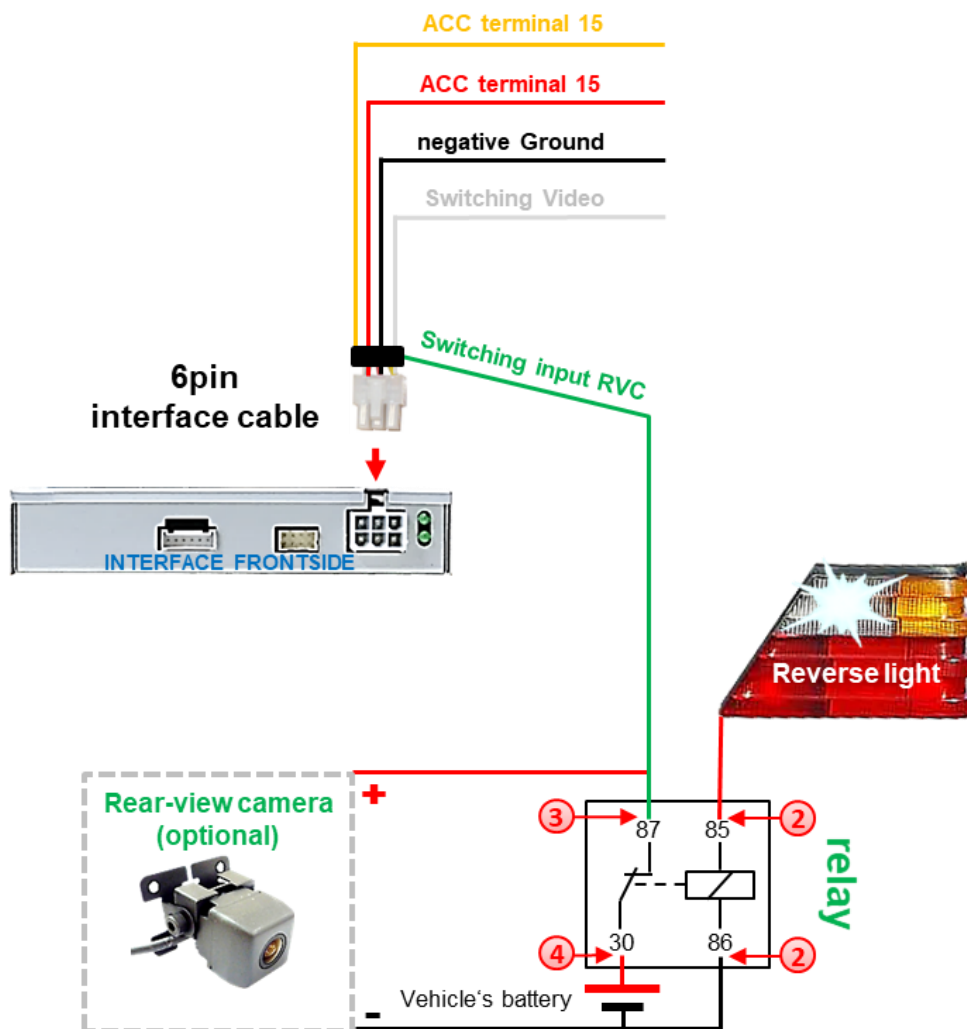 ACC terminal 15
ACC terminal 15
negative Ground
Switching Video
Switching input RVC
6pin
interface cable
INTERFACE FRONTSIDE
Reverse light
Rear-view camera
(optional)
+
3
87
85
2
relay
4
30
86
2
Vehicle‘s battery
-